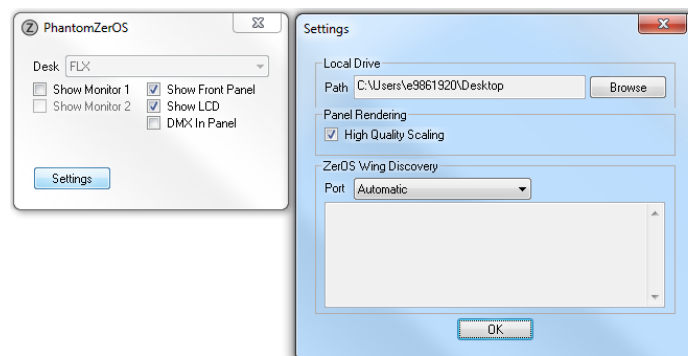 Z PhantomZerOS
Desk FLX
Show Monitor 1 Show Front Panel
Show Monitor 2 Show LCD
DMX In Panel
Settings
Settings
Local Drive
Path C:\Users\e9861920\Desktop Browse
Panel Rendering
High Quality Scaling
ZerOS Wing Discovery
Port Automatic
OK